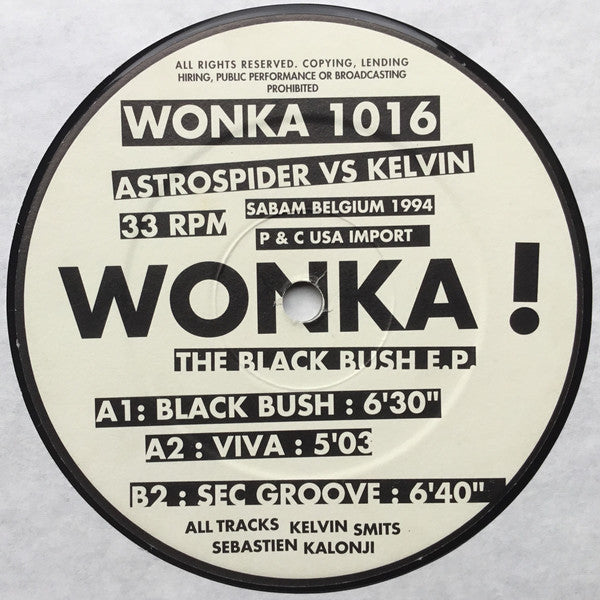 ALL RIGHTS RESERVED. COPYING, LENDING
HIRING, PUBLIC PERFORMANCE OR BROADCASTING
PROHIBITED
WONKA 1016
ASTROSPIDER VS KELVIN
33 RPM
SABAM BELGIUM 1994
P & C USA IMPORT
WONKA !
THE BLACK BUSH E.P.
A1: BLACK BUSH : 6'30"
A2 : VIVA : 5'03
B2 : SEC GROOVE : 6'40"
ALL TRACKS KELVIN SMITS
SEBASTIEN KALONJI